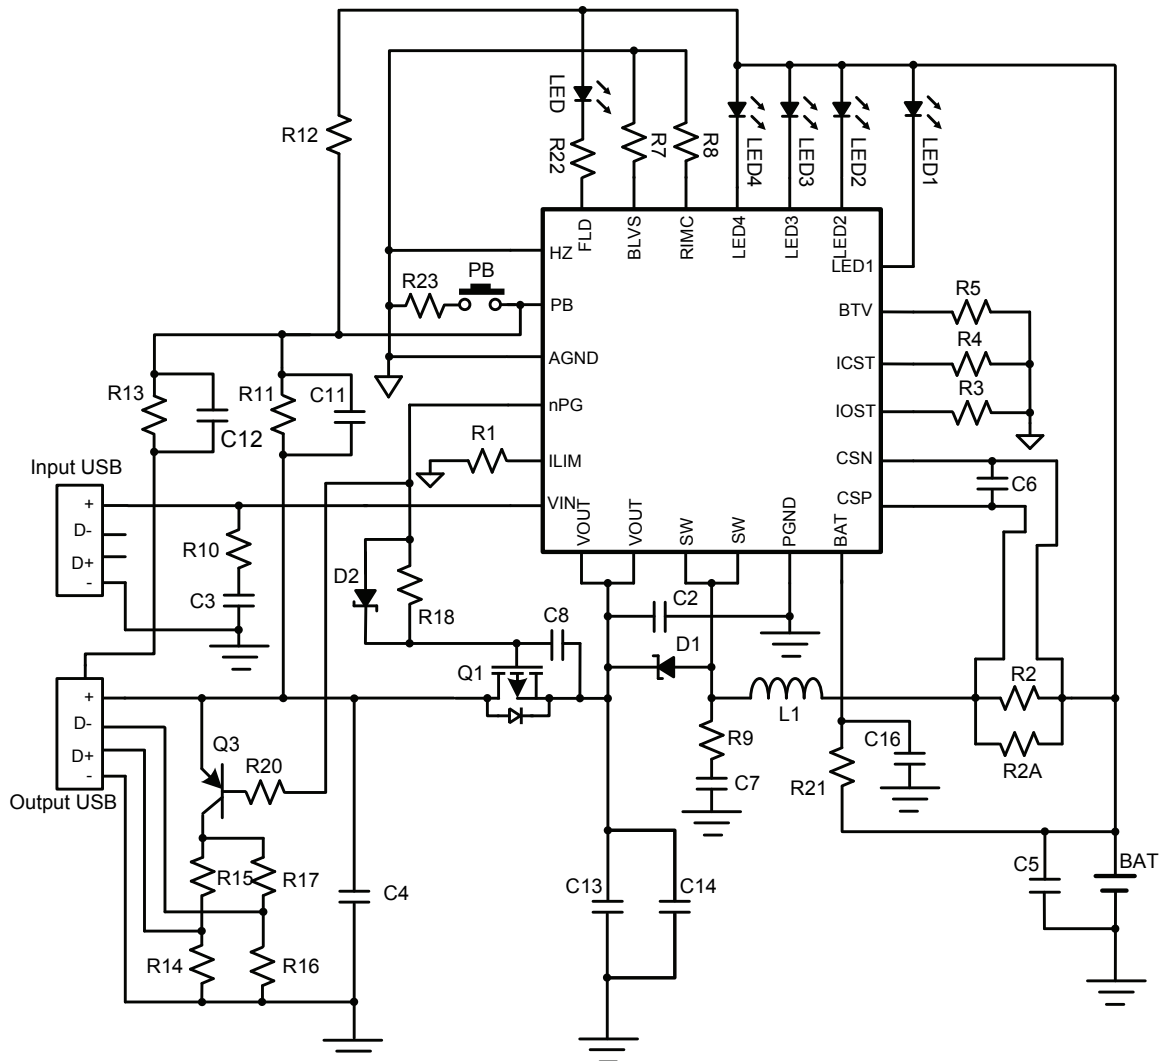 LED
R12
R22
R7
R8
LED4
LED3
LED2
LED1
FLD
BLVS
RIMC
LED4
LED3
LED2
HZ
LED1
R23
PB
PB
BTV
R5
AGND
ICST
R4
R13
R11
C11
nPG
IOST
R3
C12
R1
ILIM
CSN
Input USB
C6
+
VIN
CSP
D-
VOUT
VOUT
SW
SW
PGND
BAT
D+
R10
-
D2
C3
R18
C8
C2
D1
Q1
R2
+
L1
D-
Q3
R9
C16
D+
R20
R2A
-
C7
R21
Output USB
R15
R17
C4
C13
C14
C5
BAT
R14
R16